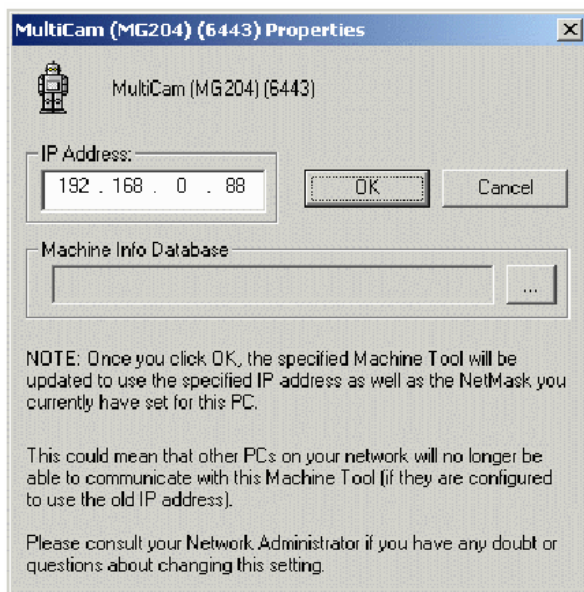 MultiCam (MG204) (6443) Properties
MultiCam (MG204) (6443)
IP Address:
192 . 168 . 0 . 88
OK
Cancel
Machine Info Database
...
NOTE: Once you click OK, the specified Machine Tool will be
updated to use the specified IP address as well as the NetMask you
currently have set for this PC.
This could mean that other PCs on your network will no longer be
able to communicate with this Machine Tool (if they are configured
to use the old IP address).
Please consult your Network Administrator if you have any doubt or
questions about changing this setting.